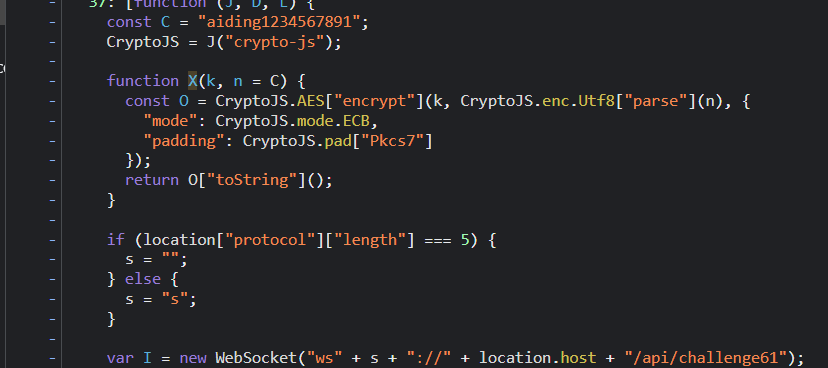 37: [function (J, D, L) {
const C = "aiding1234567891";
CryptoJS = J("crypto-js");
function X(k, n = C) {
const O = CryptoJS.AES["encrypt"](k, CryptoJS.enc.Utf8["parse"](n), {
"mode": CryptoJS.mode.ECB,
"padding": CryptoJS.pad["Pkcs7"]
});
return O["toString"]();
}
if (location["protocol"]["length"] === 5) {
s = "";
} else {
s = "s";
}
var I = new WebSocket("ws" + s + "://" + location.host + "/api/challenge61");